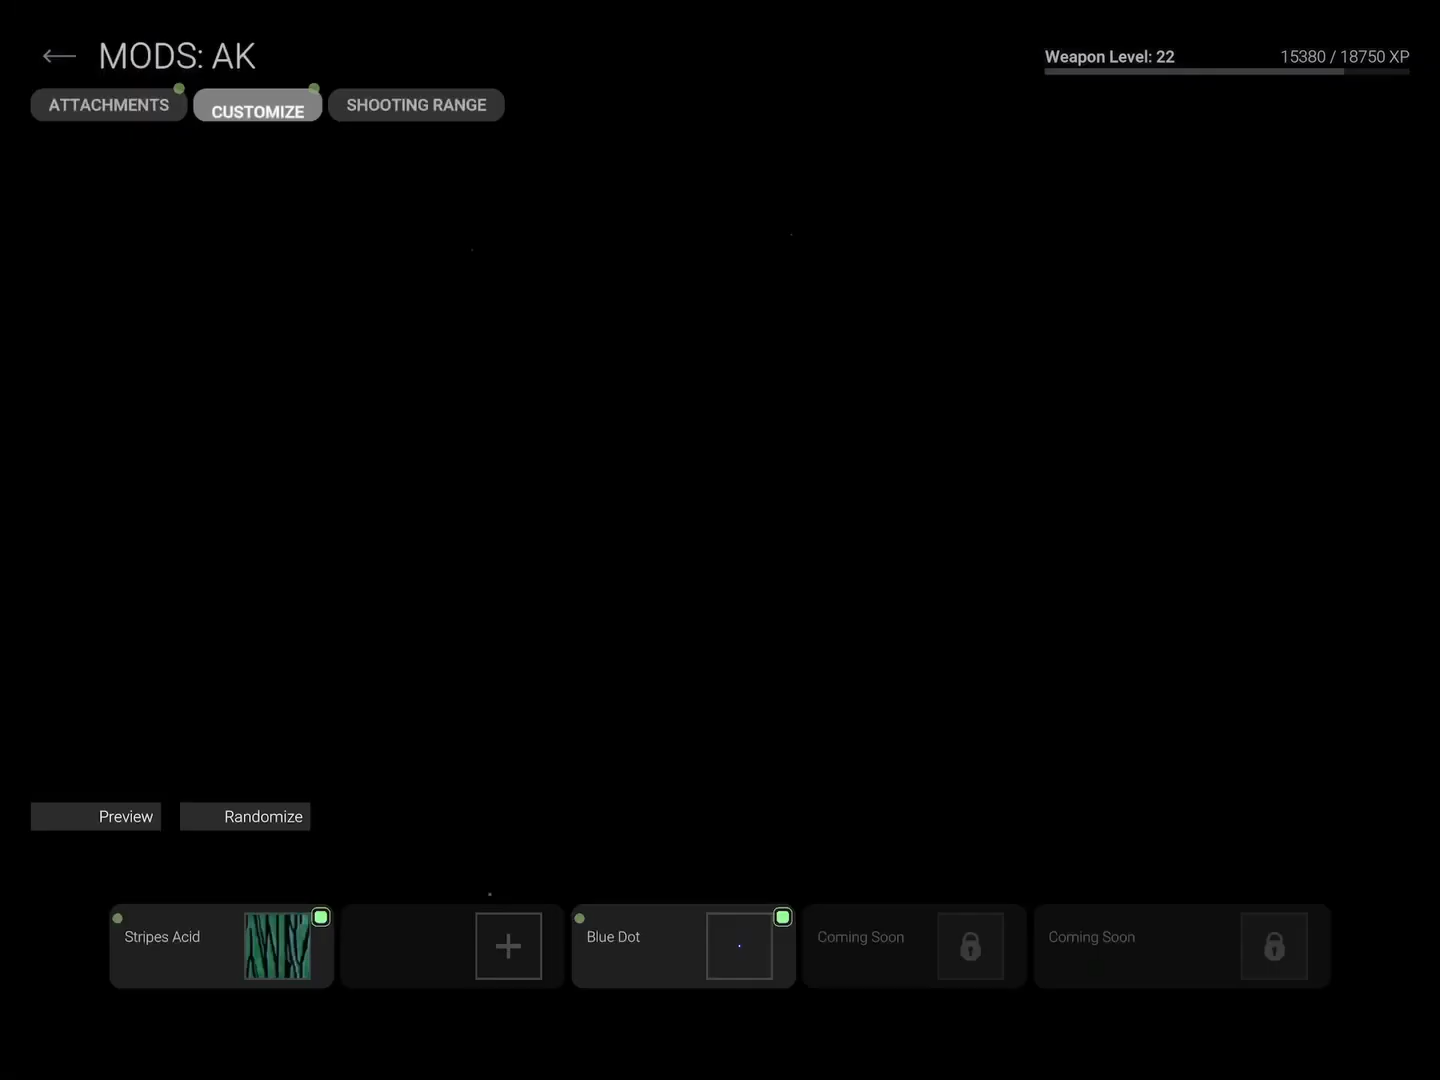 MODS: AK
Weapon Level: 22
15380 / 18750 XP
ATTACHMENTS
CUSTOMIZE
SHOOTING RANGE
Preview
Randomize
Stripes Acid
Blue Dot
Coming Soon
Coming Soon